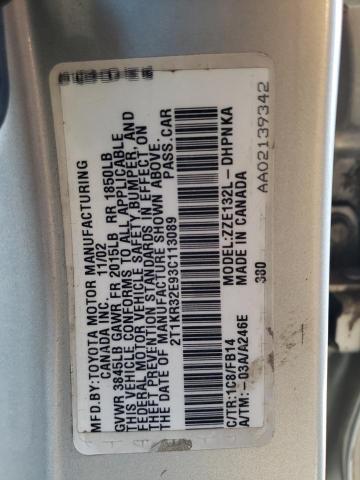 MFD.BY:TOYOTA MOTOR MANUFACTURING
CANADA INC. 11/02
GVWR 3845LB GAWR FR 2015LB RR 1850LB
THIS VEHICLE CONFORMS TO ALL APPLICABLE
FEDERAL MOTOR VEHICLE SAFETY, BUMPER, AND
THEFT PREVENTION STANDARDS IN EFFECT ON
THE DATE OF MANUFACTURE SHOWN ABOVE.
2T1KR32E93C113089 PASS.CAR
C/TR:1C8/FB14 MODEL:ZZE132L-DHPNKA
A/TM:-03A/A246E MADE IN CANADA
380
AA02139342